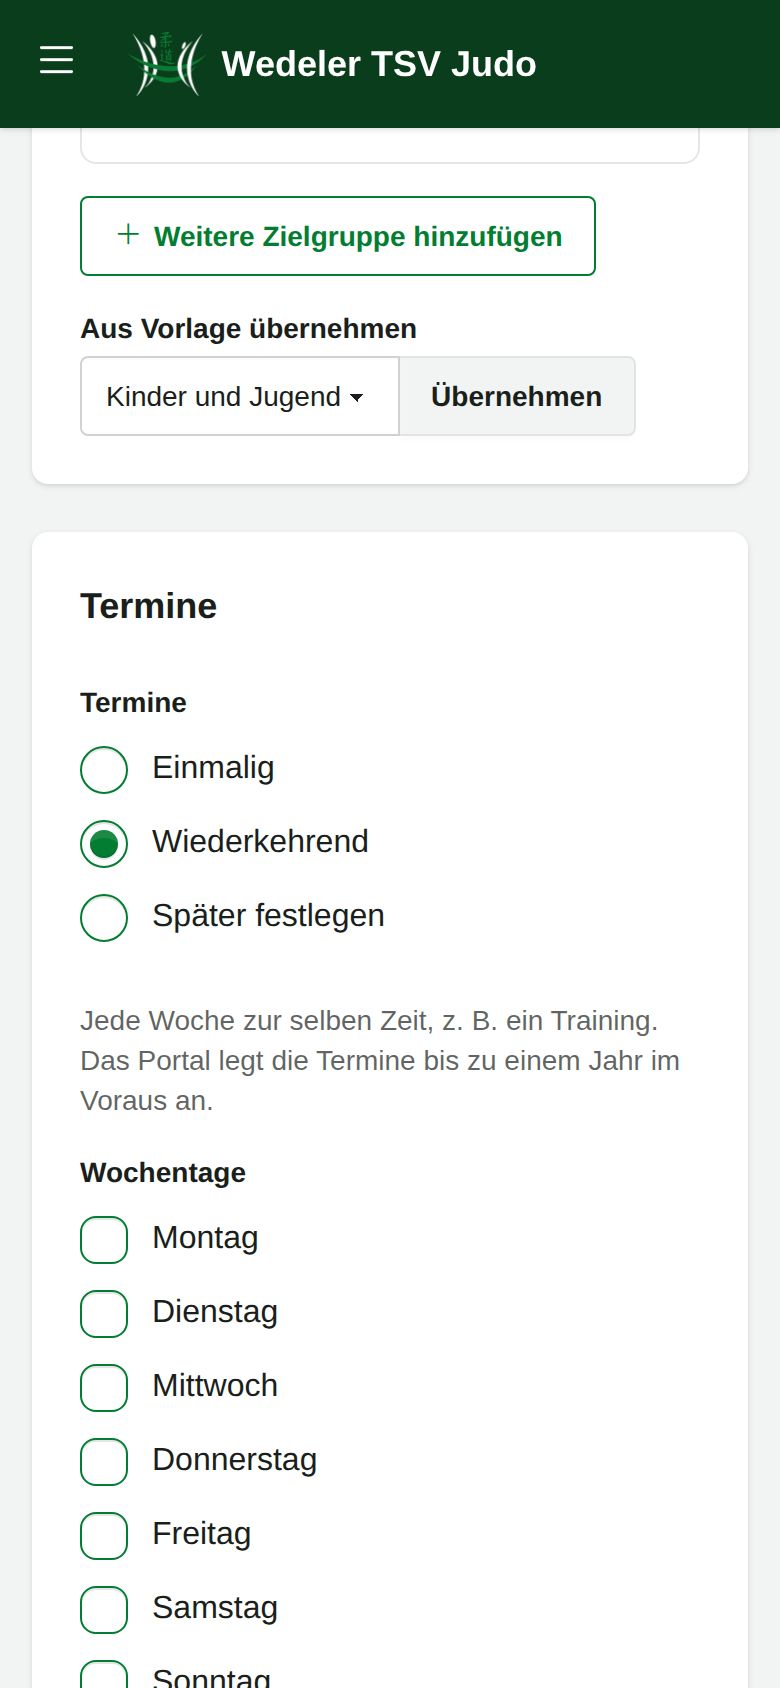 柔道
Wedeler TSV Judo
Weitere Zielgruppe hinzufügen
Aus Vorlage übernehmen
Kinder und Jugend
Übernehmen
Termine
Termine
Einmalig
Wiederkehrend
Später festlegen
Jede Woche zur selben Zeit, z. B. ein Training.
Das Portal legt die Termine bis zu einem Jahr im
Voraus an.
Wochentage
Montag
Dienstag
Mittwoch
Donnerstag
Freitag
Samstag
Sonntag